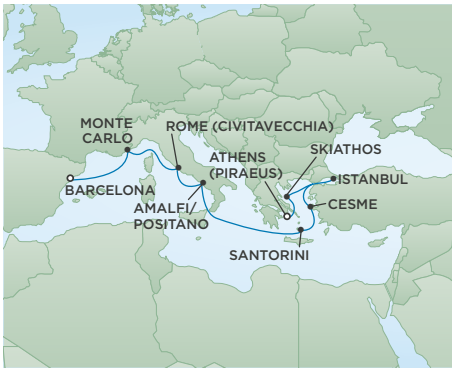 MONTE
CARLO
ROME (CIVITAVECCHIA)
ATHENS
(PIRAEUS)
SKIATHOS
BARCELONA
ISTANBUL
AMALFI/
POSITANO
CESME
SANTORINI